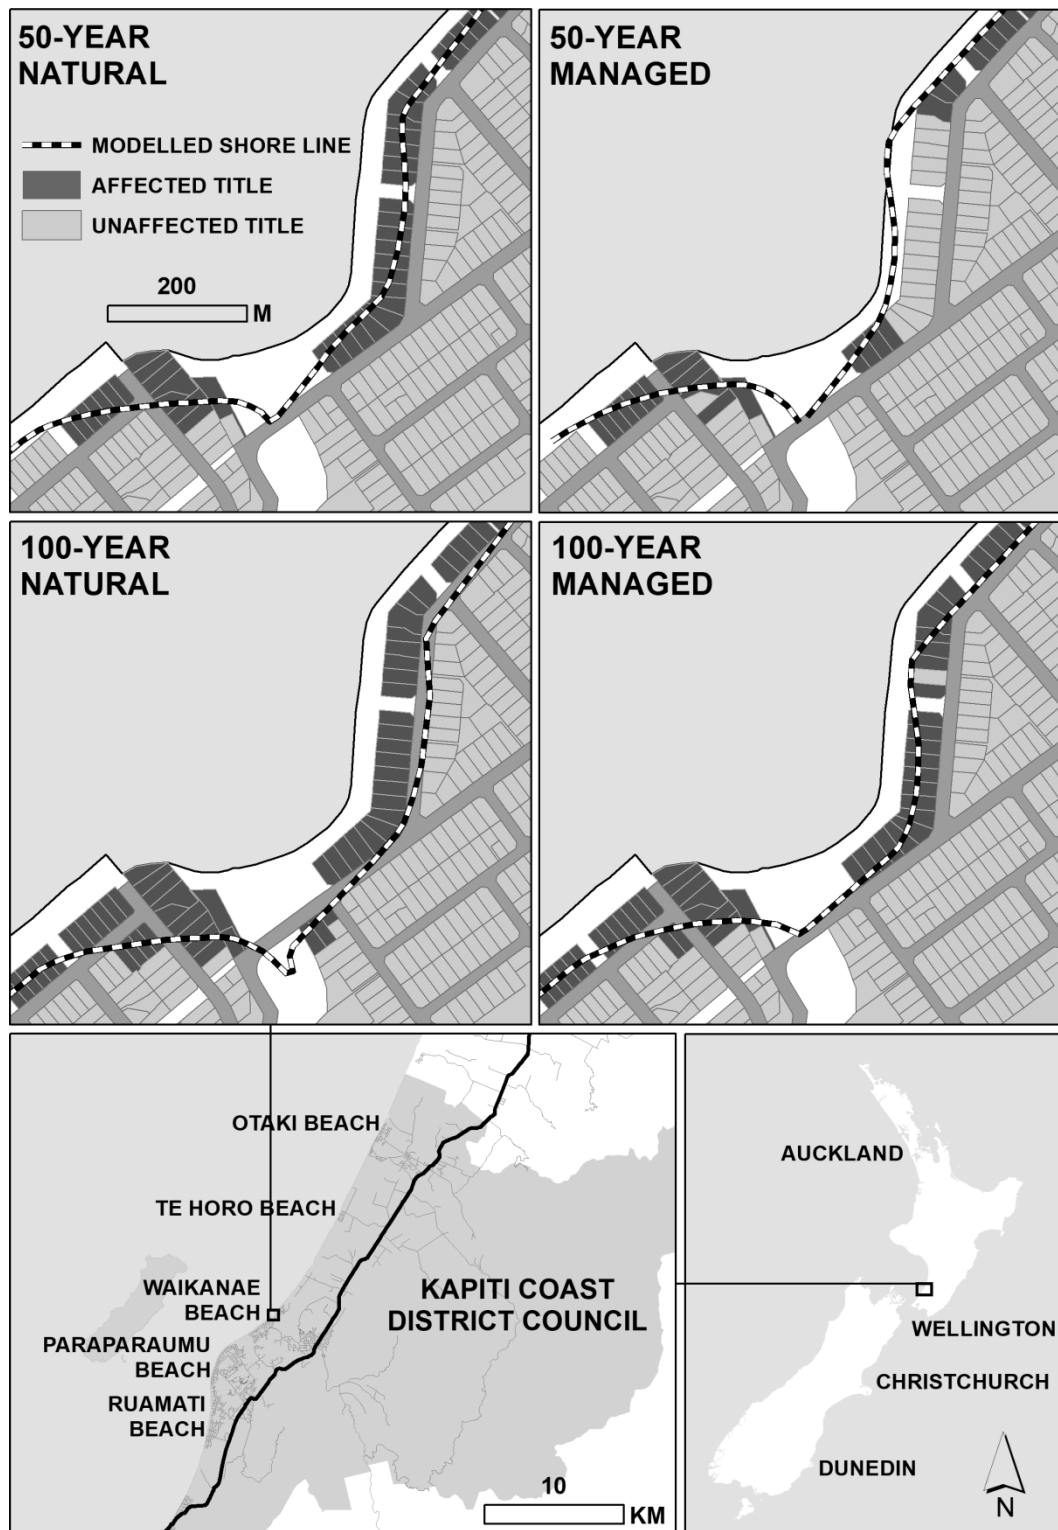 50-YEAR
NATURAL
MODELLED SHORE LINE
AFFECTED TITLE
UNAFFECTED TITLE
200
M
50-YEAR
MANAGED
100-YEAR
NATURAL
100-YEAR
MANAGED
OTAKI BEACH
TE HORO BEACH
WAIKANAE
BEACH
PARAPARAUMU
BEACH
RUAMATI
BEACH
KAPITI COAST
DISTRICT COUNCIL
10
KM
AUCKLAND
WELLINGTON
CHRISTCHURCH
DUNEDIN
N